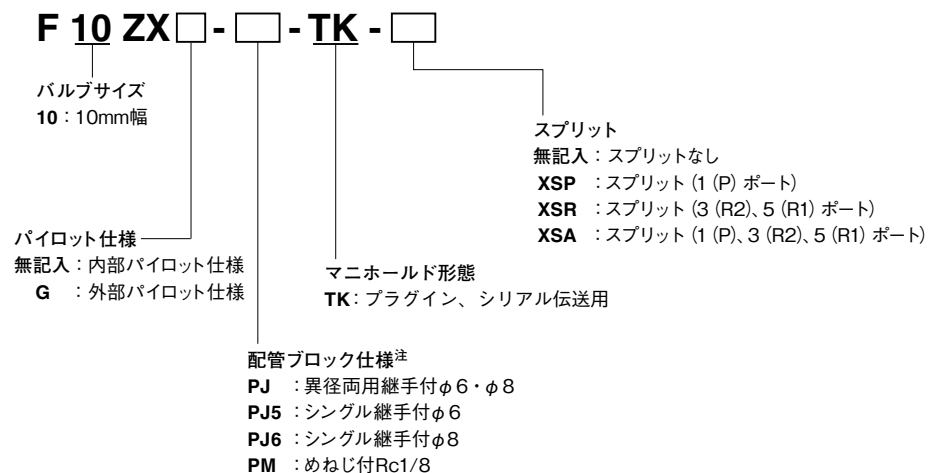 F 10 ZX□ - □ - TK - □
バルブサイズ
10：10mm幅
スプリット
無記入：スプリットなし
XSP ：スプリット（1（P）ポート）
XSR ：スプリット（3（R2）、5（R1）ポート）
XSA ：スプリット（1（P）、3（R2）、5（R1）ポート）
パイロット仕様
無記入：内部パイロット仕様
G ：外部パイロット仕様
マニホールド形態
TK：プラグイン、シリアル伝送用
配管ブロック仕様注
PJ ：異径両用継手付φ6・φ8
PJ5 ：シングル継手付φ6
PJ6 ：シングル継手付φ8
PM ：めねじ付Rc1/8